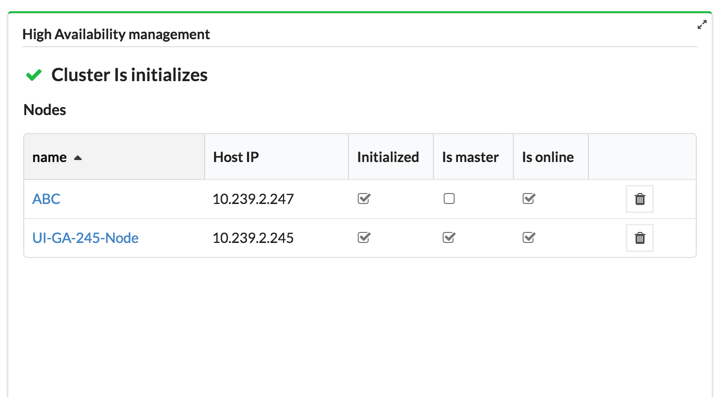 High Availability management
Cluster Is initializes
Nodes
name Host IP Initialized Is master Is online
ABC 10.239.2.247
UI-GA-245-Node 10.239.2.245